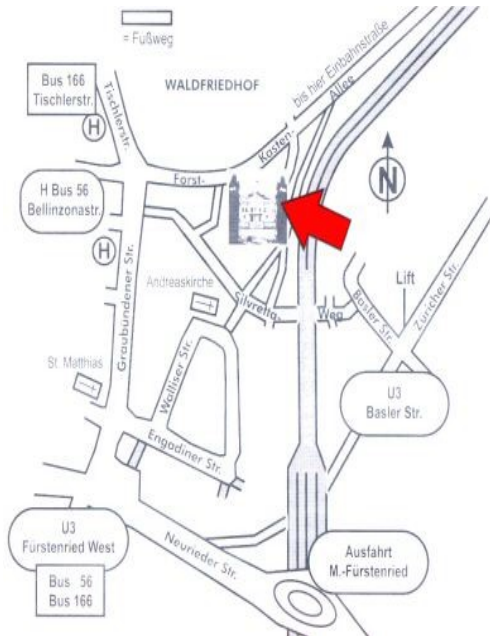 = Fußweg
Bus 166
Tischlerstr.
Tischlerstr.
WALDFRIEDHOF
bis hier Einbahnstraße
Kasten-
Allee
H
Forst-
H Bus 56
Bellinzonastr.
N
H
Andreaskirche
Silvretta-
Weg
Lift
Basler Str.
Züricher Str.
Graubündener Str.
St. Matthias
Walliser Str.
U3
Basler Str.
Engadiner Str.
U3
Fürstenried West
Neurieder Str.
Ausfahrt
M.-Fürstenried
Bus 56
Bus 166